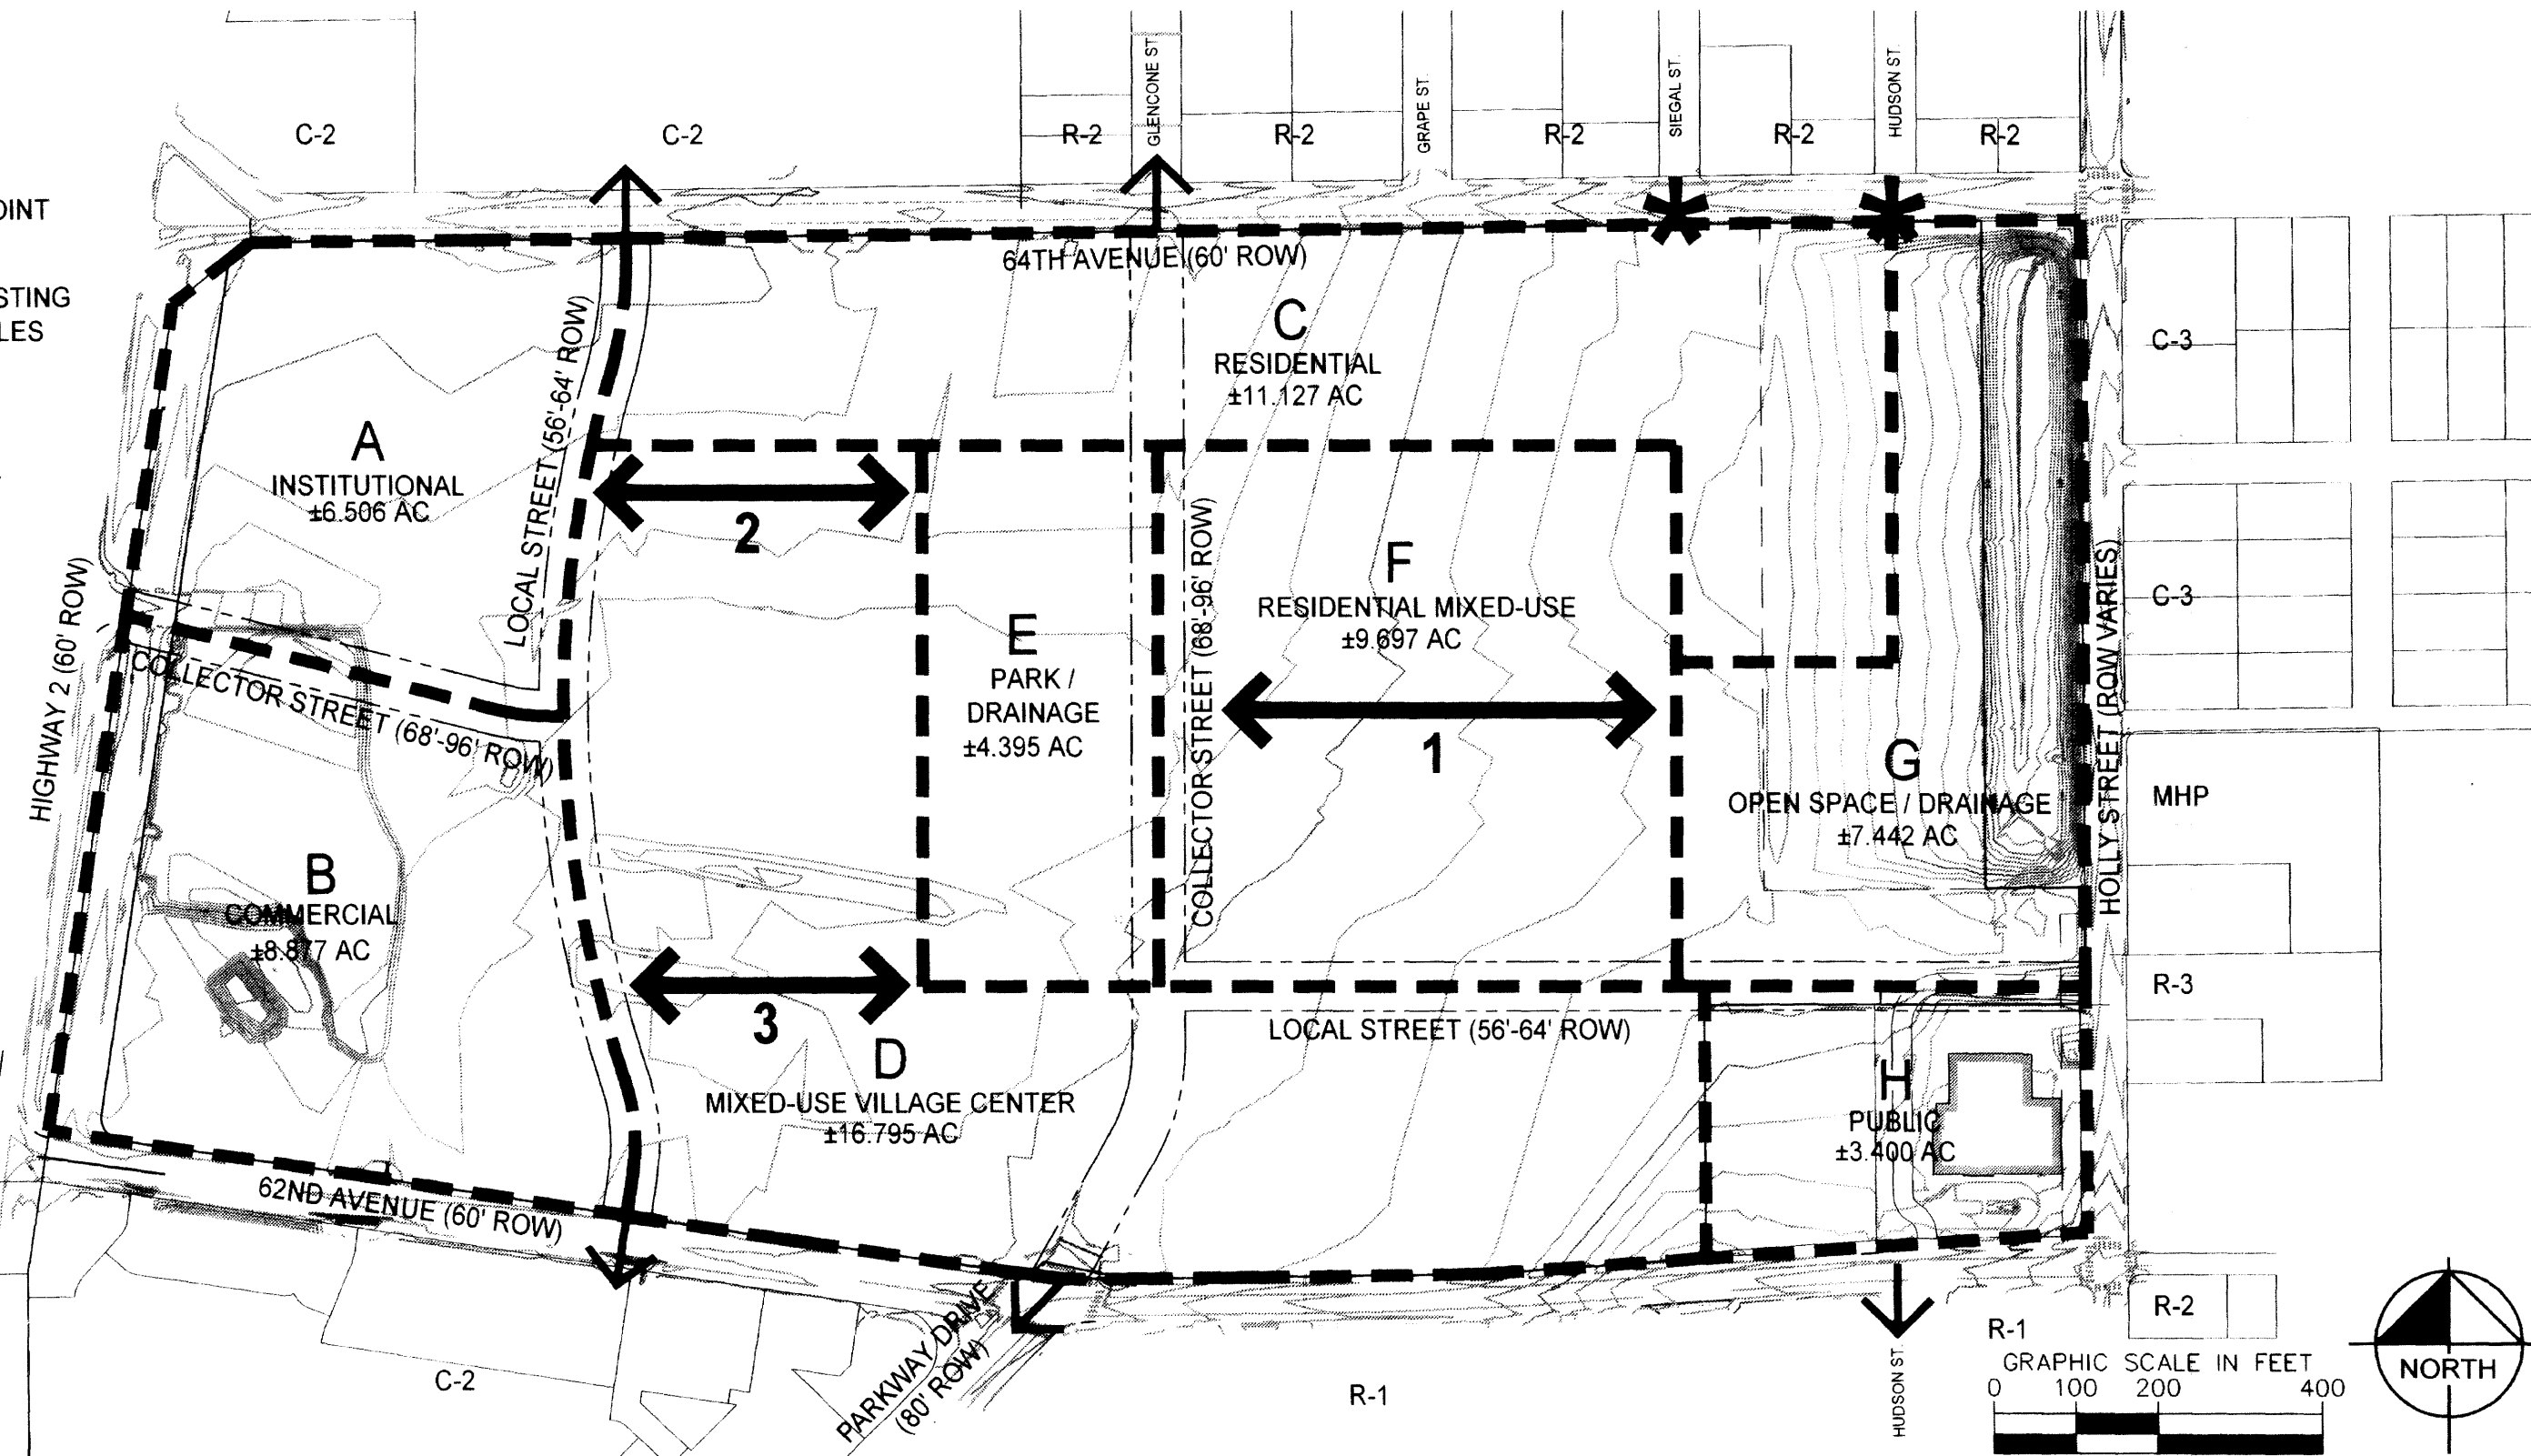 OINT
STING
LES
C-2
C-2
R-2
GLENCONE ST
R-2
GRAPE ST.
R-2
SIEGAL ST.
R-2
HUDSON ST.
R-2
64TH AVENUE (60' ROW)
C
RESIDENTIAL
±11.127 AC
C-3
A
INSTITUTIONAL
±6.506 AC
LOCAL STREET (56'-64' ROW)
2
E
PARK /
DRAINAGE
±4.395 AC
COLLECTOR STREET (68'-96' ROW)
F
RESIDENTIAL MIXED-USE
±9.697 AC
1
C-3
HIGHWAY 2 (60' ROW)
COLLECTOR STREET (68'-96' ROW)
G
OPEN SPACE / DRAINAGE
±7.442 AC
HOLLY STREET (ROW VARIES)
MHP
B
COMMERCIAL
±8.877 AC
3
D
MIXED-USE VILLAGE CENTER
±16.795 AC
LOCAL STREET (56'-64' ROW)
R-3
H
PUBLIC
±3.400 AC
62ND AVENUE (60' ROW)
PARKWAY DRIVE
(80' ROW)
C-2
R-1
HUDSON ST.
R-1
R-2
GRAPHIC SCALE IN FEET
0 100 200 400
NORTH